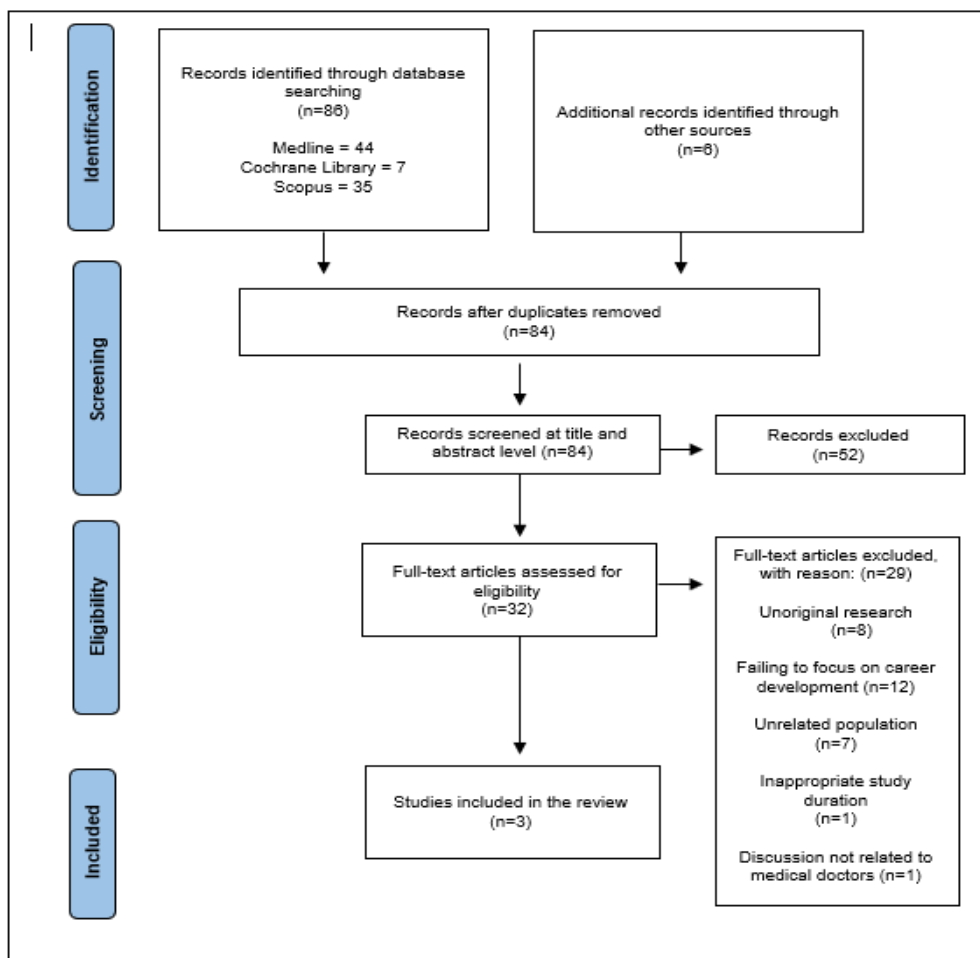 Identification
Records identified through database
searching
(n=86)
Medline = 44
Cochrane Library = 7
Scopus = 35
Additional records identified through
other sources
(n=6)
Screening
Records after duplicates removed
(n=84)
Records screened at title and
abstract level (n=84)
Records excluded
(n=52)
Eligibility
Full-text articles assessed for
eligibility
(n=32)
Full-text articles excluded,
with reason: (n=29)
Unoriginal research
(n=8)
Failing to focus on career
development (n=12)
Unrelated population
(n=7)
Inappropriate study
duration
(n=1)
Discussion not related to
medical doctors (n=1)
Included
Studies included in the review
(n=3)